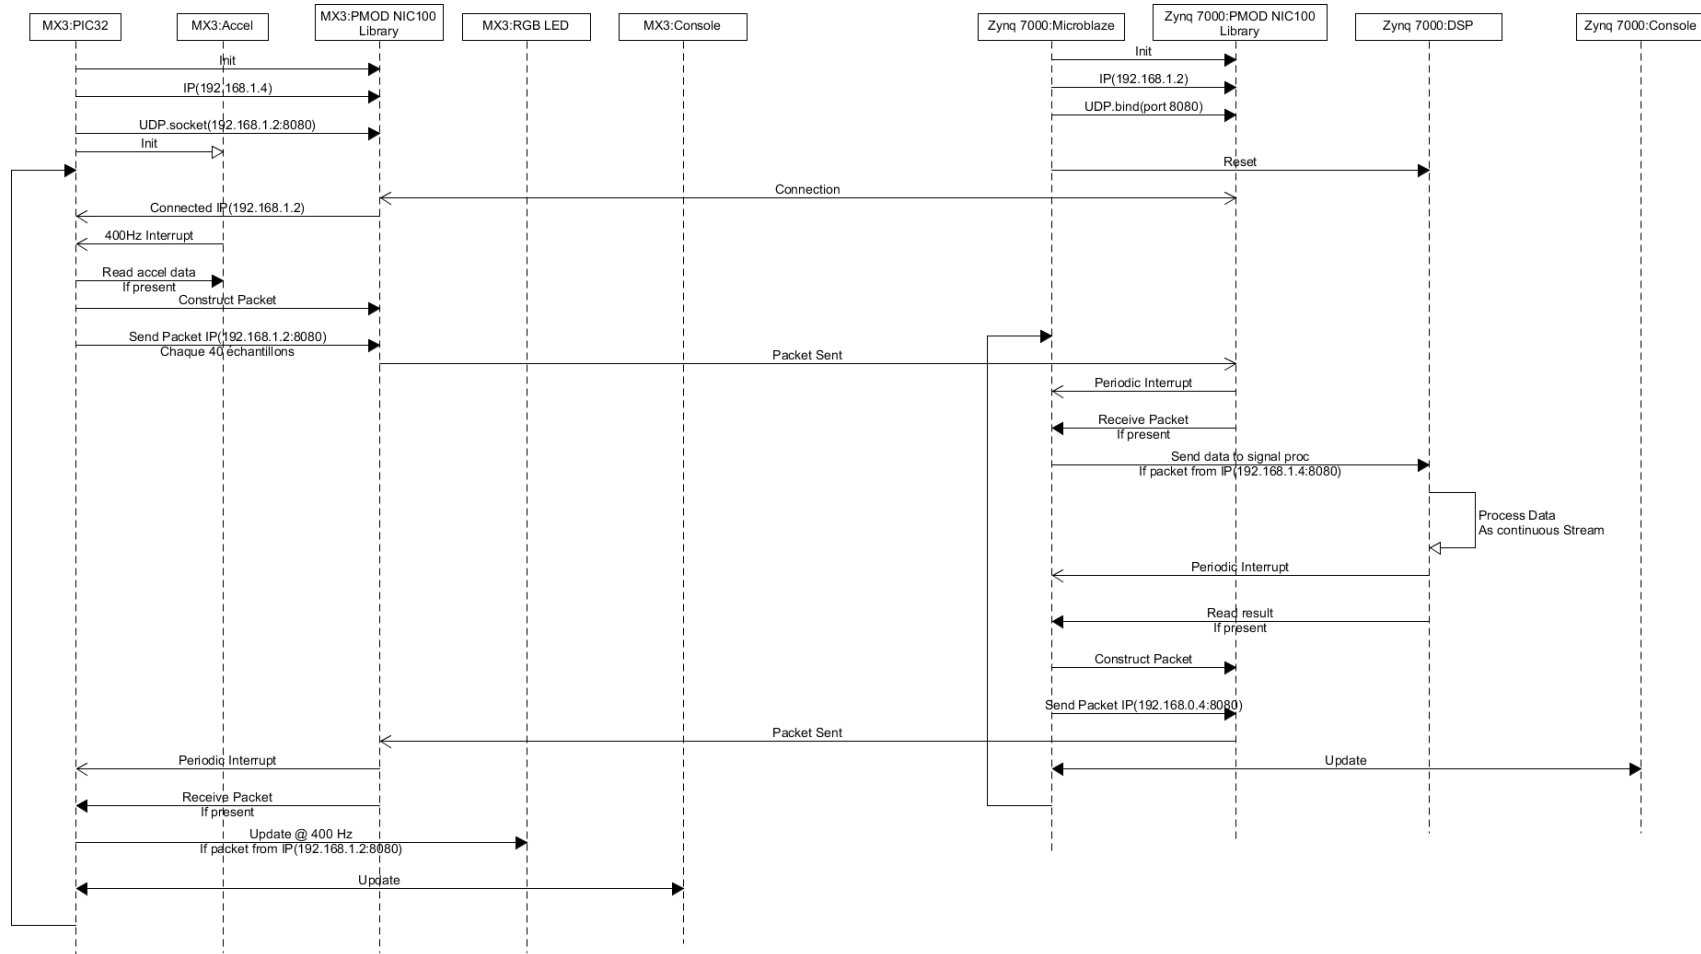 MX3:PIC32
MX3:Accel
MX3:PMOD NIC100
Library
MX3:RGB LED
MX3:Console
Zynq 7000:Microblaze
Zynq 7000:PMOD NIC100
Library
Zynq 7000:DSP
Zynq 7000:Console
Init
Init
IP(192.168.1.4)
IP(192.168.1.2)
UDP.bind(port 8080)
UDP.socket(192.168.1.2:8080)
Init
Reset
Connection
Connected IP(192.168.1.2)
400Hz Interrupt
Read accel data
If present
Construct Packet
Send Packet IP(192.168.1.2:8080)
Chaque 40 échantillons
Packet Sent
Periodic Interrupt
Receive Packet
If present
Send data to signal proc
If packet from IP(192.168.1.4:8080)
Process Data
As continuous Stream
Periodic Interrupt
Read result
If present
Construct Packet
Send Packet IP(192.168.0.4:8080)
Packet Sent
Periodic Interrupt
Update
Receive Packet
If present
Update @ 400 Hz
If packet from IP(192.168.1.2:8080)
Update